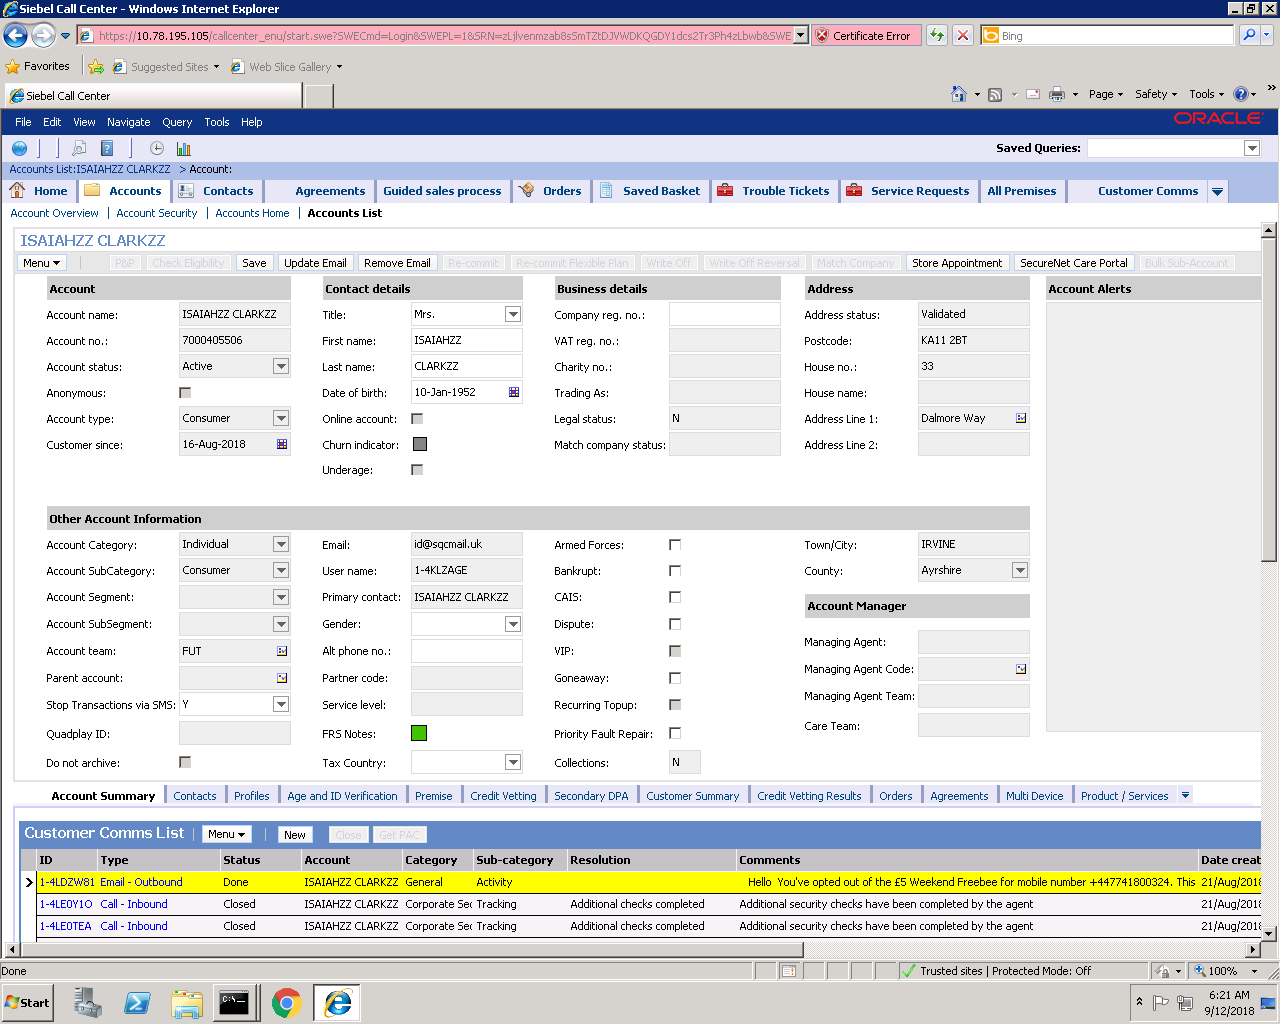 Siebel Call Center - Windows Internet Explorer
https://10.78.195.105/callcenter_enu/start.swe?SWECmd=Login&SWEPL=1&SRN=zLjlvenmzab8sSmTZtDJVWDKQGDY1dcs2Tr3Ph4zLbwb&SWE Certificate Error Bing
Favorites Suggested Sites Web Slice Gallery
Siebel Call Center Page Safety Tools »
File Edit View Navigate Query Tools Help ORACLE
Saved Queries:
Accounts List:ISAIAHZZ CLARKZZ > Account:
Home Accounts Contacts Agreements Guided sales process Orders Saved Basket Trouble Tickets Service Requests All Premises Customer Comms
Account Overview | Account Security | Accounts Home | Accounts List
ISAIAHZZ CLARKZZ
Menu P&P Check Eligibility Save Update Email Remove Email Re-commit Re-commit Flexible Plan Write Off Write Off Reversal Match Company Store Appointment SecureNet Care Portal Bulk Sub-Account
Account Contact details Business details Address Account Alerts
Account name: ISAIAHZZ CLARKZZ Title: Mrs. Company reg. no.: Address status: Validated
Account no.: 7000405506 First name: ISAIAHZZ VAT reg. no.: Postcode: KA11 2BT
Account status: Active Last name: CLARKZZ Charity no.: House no.: 33
Anonymous: Date of birth: 10-Jan-1952 Trading As: House name:
Account type: Consumer Online account: Legal status: N Address Line 1: Dalmore Way
Customer since: 16-Aug-2018 Churn indicator: Match company status: Address Line 2:
Underage:
Other Account Information
Account Category: Individual Email: id@sqcmail.uk Armed Forces: Town/City: IRVINE
Account SubCategory: Consumer User name: 1-4KLZAGE Bankrupt: County: Ayrshire
Account Segment: Primary contact: ISAIAHZZ CLARKZZ CAIS: Account Manager
Account SubSegment: Gender: Dispute:
Account team: FUT Alt phone no.: VIP: Managing Agent:
Parent account: Partner code: Goneaway: Managing Agent Code:
Stop Transactions via SMS: Y Service level: Recurring Topup: Managing Agent Team:
Quadplay ID: FRS Notes: Priority Fault Repair: Care Team:
Do not archive: Tax Country: Collections: N
Account Summary Contacts Profiles Age and ID Verification Premise Credit Vetting Secondary DPA Customer Summary Credit Vetting Results Orders Agreements Multi Device Product / Services
Customer Comms List Menu New Close Get PAC
ID Type Status Account Category Sub-category Resolution Comments Date creat
1-4LDZW81 Email - Outbound Done ISAIAHZZ CLARKZZ General Activity Hello You've opted out of the £5 Weekend Freebee for mobile number +447741800324. This 21/Aug/2018
1-4LE0Y1O Call - Inbound Closed ISAIAHZZ CLARKZZ Corporate Sec Tracking Additional checks completed Additional security checks have been completed by the agent 21/Aug/2018
1-4LE0TEA Call - Inbound Closed ISAIAHZZ CLARKZZ Corporate Sec Tracking Additional checks completed Additional security checks have been completed by the agent 21/Aug/2018
Done Trusted sites | Protected Mode: Off 100%
Start C:\. 6:21 AM
9/12/2018